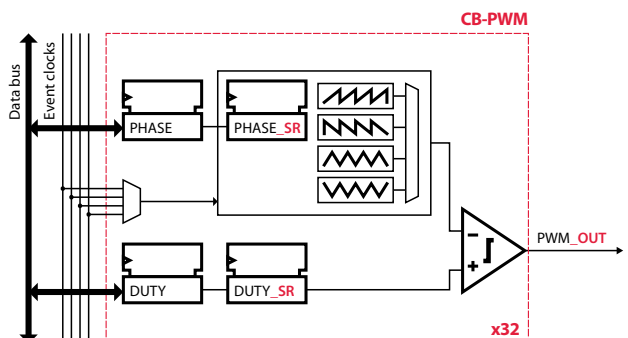 CB-PWM
Data bus
Event clocks
PHASE
PHASE_SR
DUTY
DUTY_SR
PWM_OUT
x32